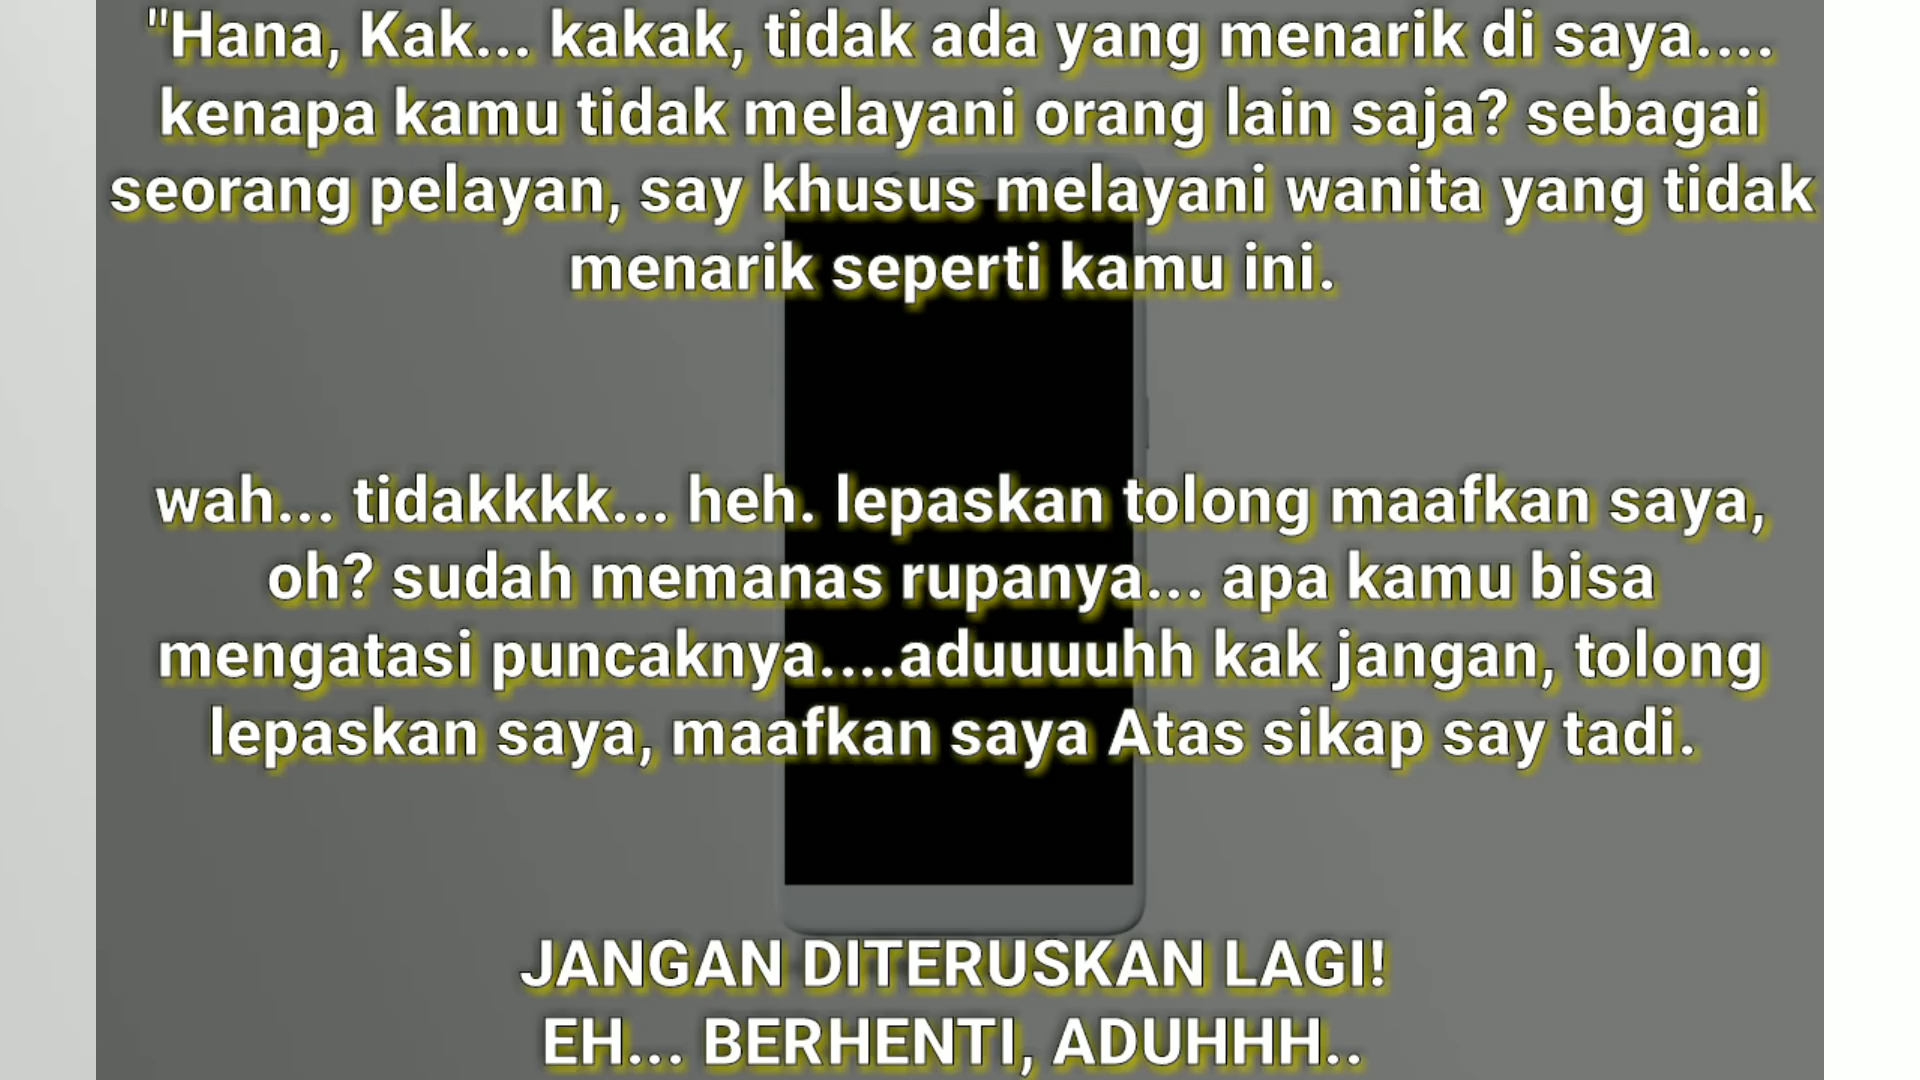 "Hana, Kak... kakak, tidak ada yang menarik di saya....
kenapa kamu tidak melayani orang lain saja? sebagai
seorang pelayan, say khusus melayani wanita yang tidak
menarik seperti kamu ini.
wah... tidakkkk... heh. lepaskan tolong maafkan saya,
oh? sudah memanas rupanya... apa kamu bisa
mengatasi puncaknya....aduuuuhh kak jangan, tolong
lepaskan saya, maafkan saya Atas sikap say tadi.
JANGAN DITERUSKAN LAGI!
EH... BERHENTI, ADUHHH..